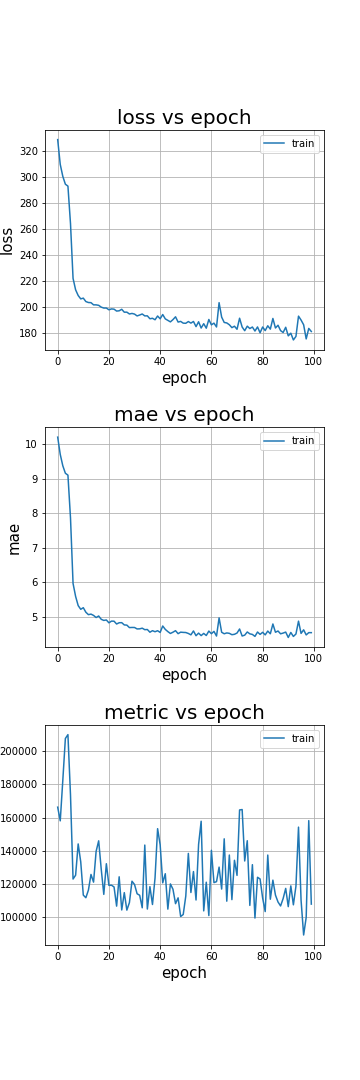 loss vs epoch
train
320
300
280
260
240
220
200
180
loss
0 20 40 60 80 100
epoch
mae vs epoch
train
10
9
8
7
6
5
mae
0 20 40 60 80 100
epoch
metric vs epoch
train
200000
180000
160000
140000
120000
100000
0 20 40 60 80 100
epoch